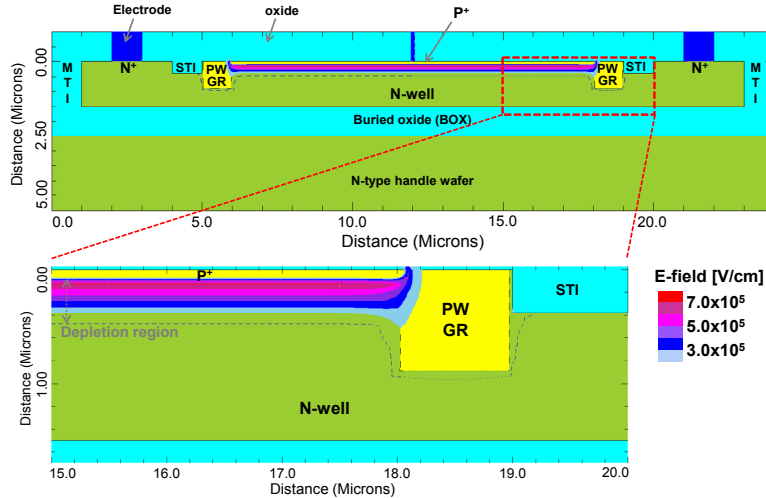 Electrode
oxide
P+
Distance (Microns)
0.00
2.50
5.00
M
T
I
N+
STI
PW
GR
N-well
PW
GR
STI
N+
M
T
I
Buried oxide (BOX)
N-type handle wafer
0.0 5.0 10.0 15.0 20.0
Distance (Microns)
Distance (Microns)
0.00
1.00
P+
Depletion region
PW
GR
STI
N-well
15.0 16.0 17.0 18.0 19.0 20.0
Distance (Microns)
E-field [V/cm]
7.0x10⁵
5.0x10⁵
3.0x10⁵